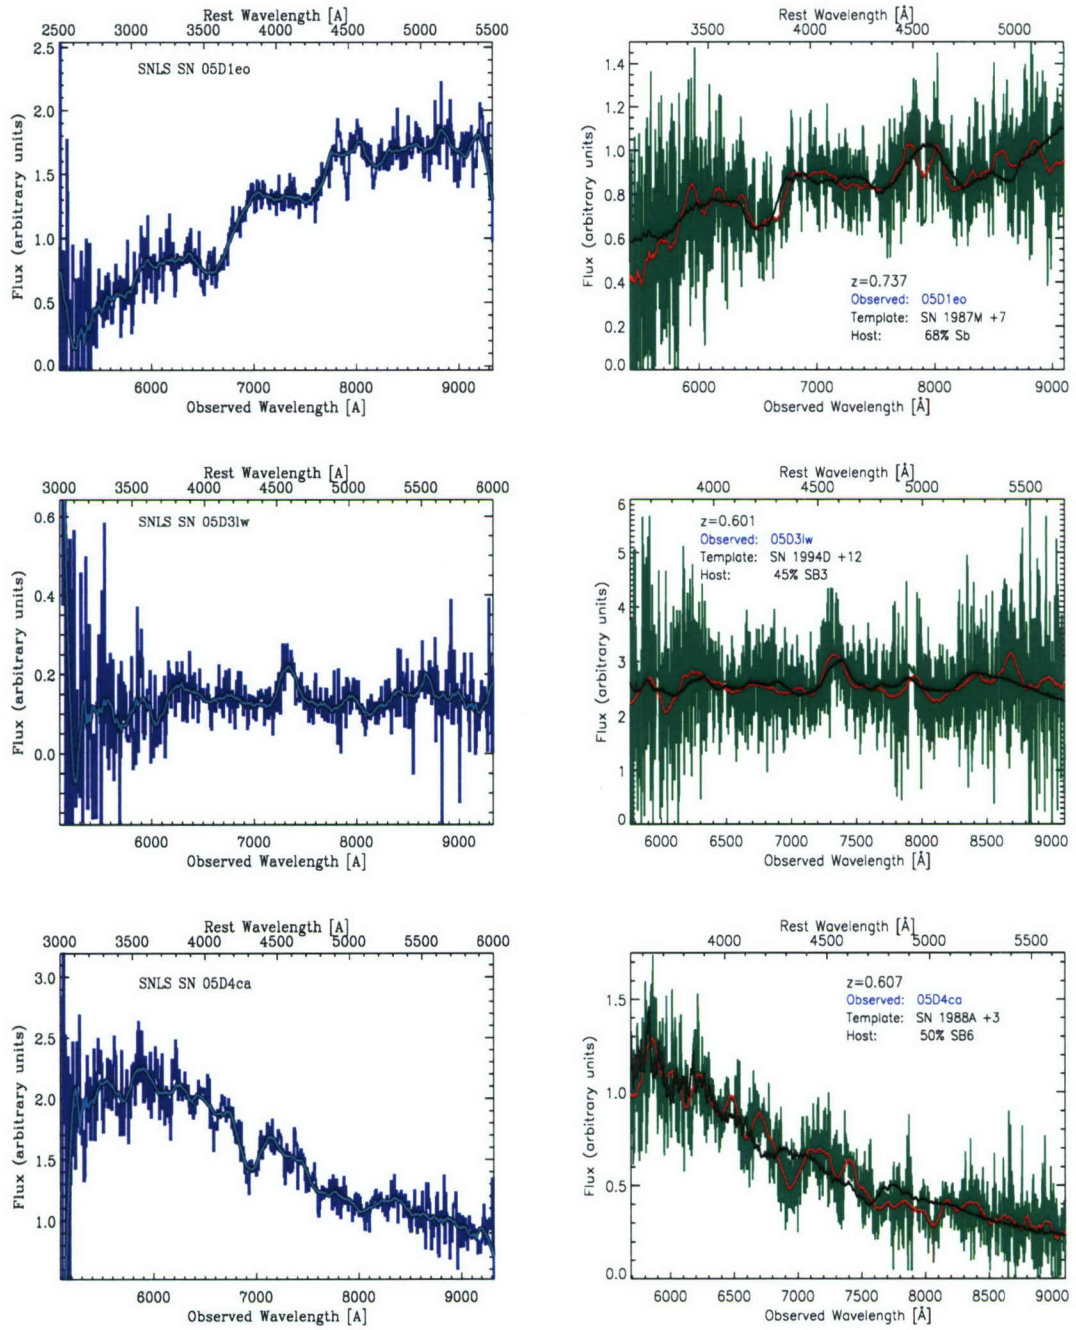 Rest Wavelength [A]
2500 3000 3500 4000 4500 5000 5500
SNLS SN 05D1eo
2.5
2.0
1.5
1.0
0.5
0.0
Flux (arbitrary units)
6000 7000 8000 9000
Observed Wavelength [A]
Rest Wavelength [Å]
3500 4000 4500 5000
1.4
1.2
1.0
0.8
0.6
0.4
0.2
0.0
Flux (arbitrary units)
z=0.737
Observed: 05D1eo
Template: SN 1987M +7
Host: 68% Sb
6000 7000 8000 9000
Observed Wavelength [Å]
Rest Wavelength [A]
3000 3500 4000 4500 5000 5500 6000
SNLS SN 05D3lw
0.6
0.4
0.2
0.0
Flux (arbitrary units)
6000 7000 8000 9000
Observed Wavelength [A]
Rest Wavelength [Å]
4000 4500 5000 5500
6
5
4
3
2
1
0
Flux (arbitrary units)
z=0.601
Observed: 05D3lw
Template: SN 1994D +12
Host: 45% SB3
6000 6500 7000 7500 8000 8500 9000
Observed Wavelength [Å]
Rest Wavelength [A]
3000 3500 4000 4500 5000 5500 6000
SNLS SN 05D4ca
3.0
2.5
2.0
1.5
1.0
Flux (arbitrary units)
6000 7000 8000 9000
Observed Wavelength [A]
Rest Wavelength [Å]
4000 4500 5000 5500
1.5
1.0
0.5
0.0
Flux (arbitrary units)
z=0.607
Observed: 05D4ca
Template: SN 1988A +3
Host: 50% SB6
6000 6500 7000 7500 8000 8500 9000
Observed Wavelength [Å]